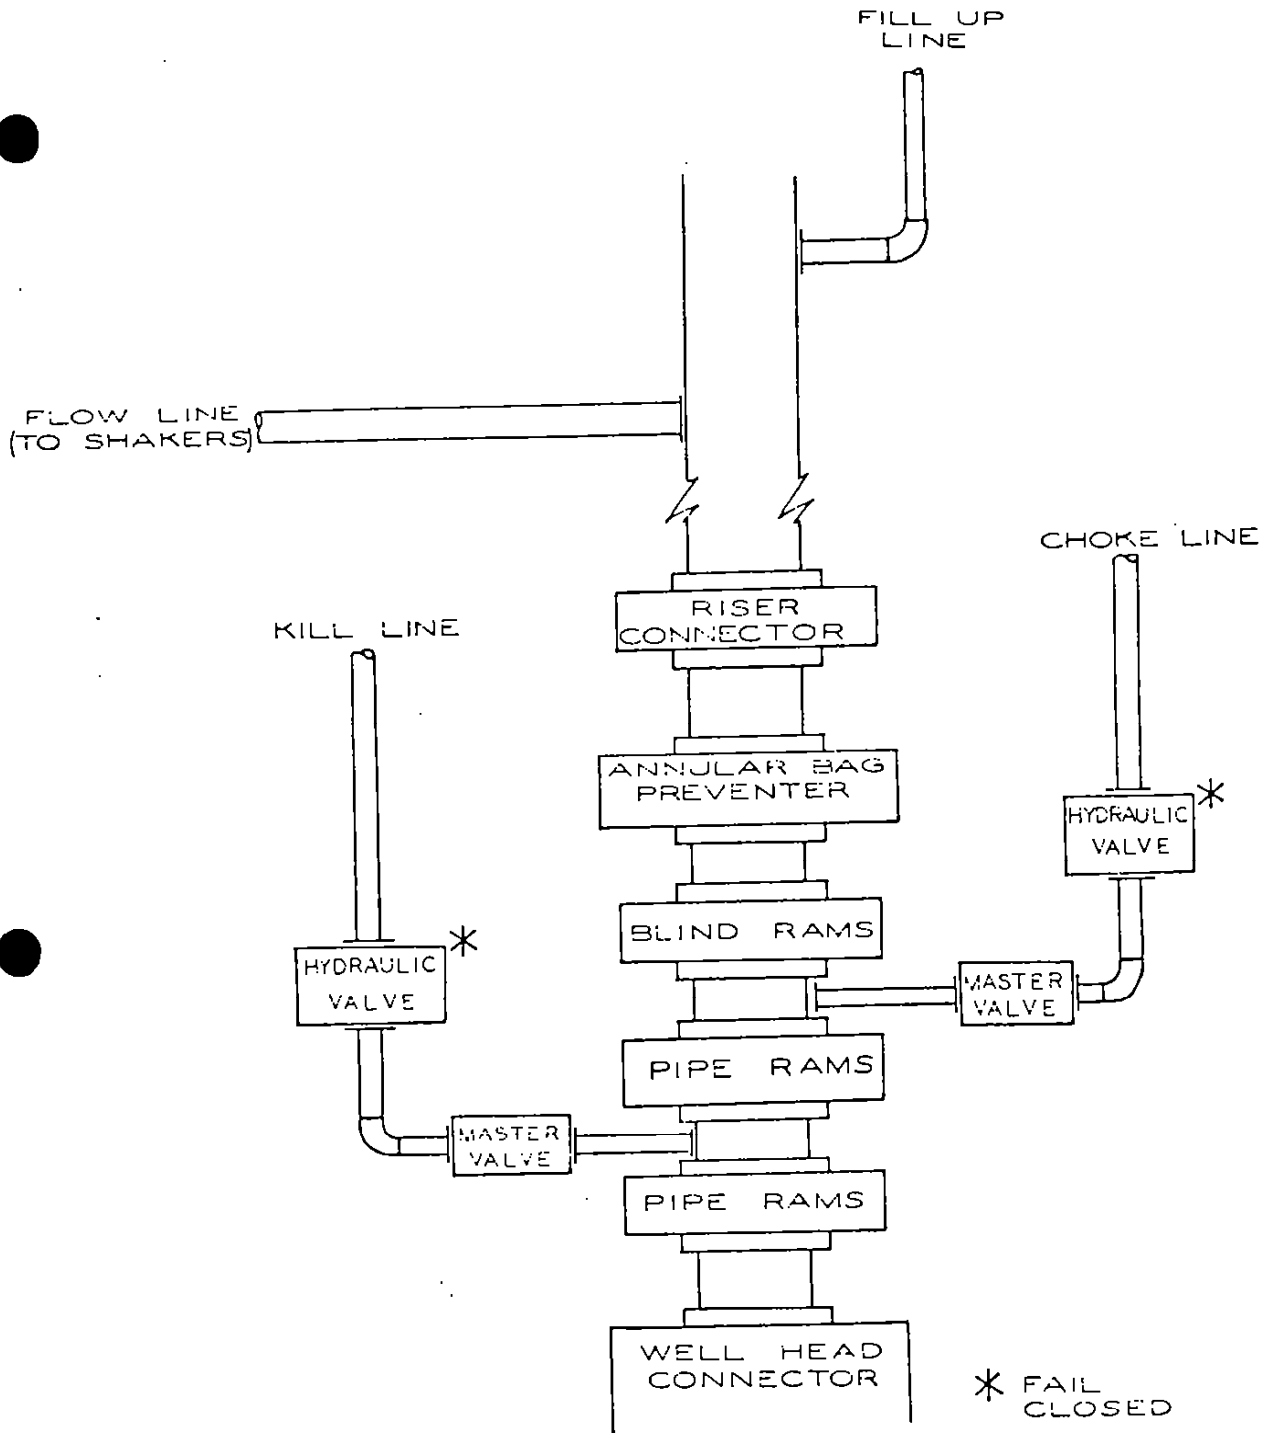 FILL UP
LINE
FLOW LINE
(TO SHAKERS)
CHOKE LINE
RISER
CONNECTOR
KILL LINE
ANNULAR BAG
PREVENTER
*
HYDRAULIC
VALVE
BLIND RAMS
*
HYDRAULIC
VALVE
MASTER
VALVE
PIPE RAMS
MASTER
VALVE
PIPE RAMS
WELL HEAD
CONNECTOR
* FAIL
CLOSED